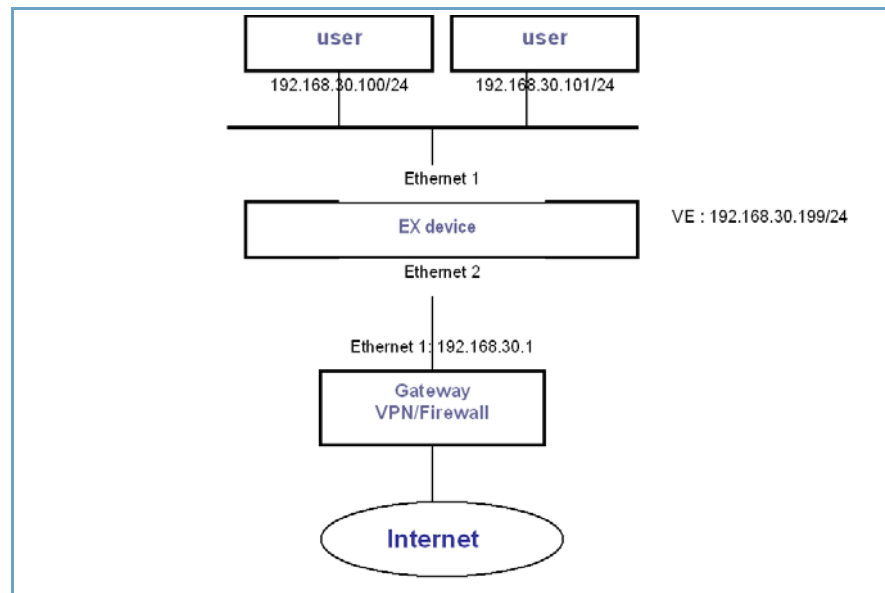 user
user
192.168.30.100/24
192.168.30.101/24
Ethernet 1
EX device
VE : 192.168.30.199/24
Ethernet 2
Ethernet 1: 192.168.30.1
Gateway
VPN/Firewall
Internet